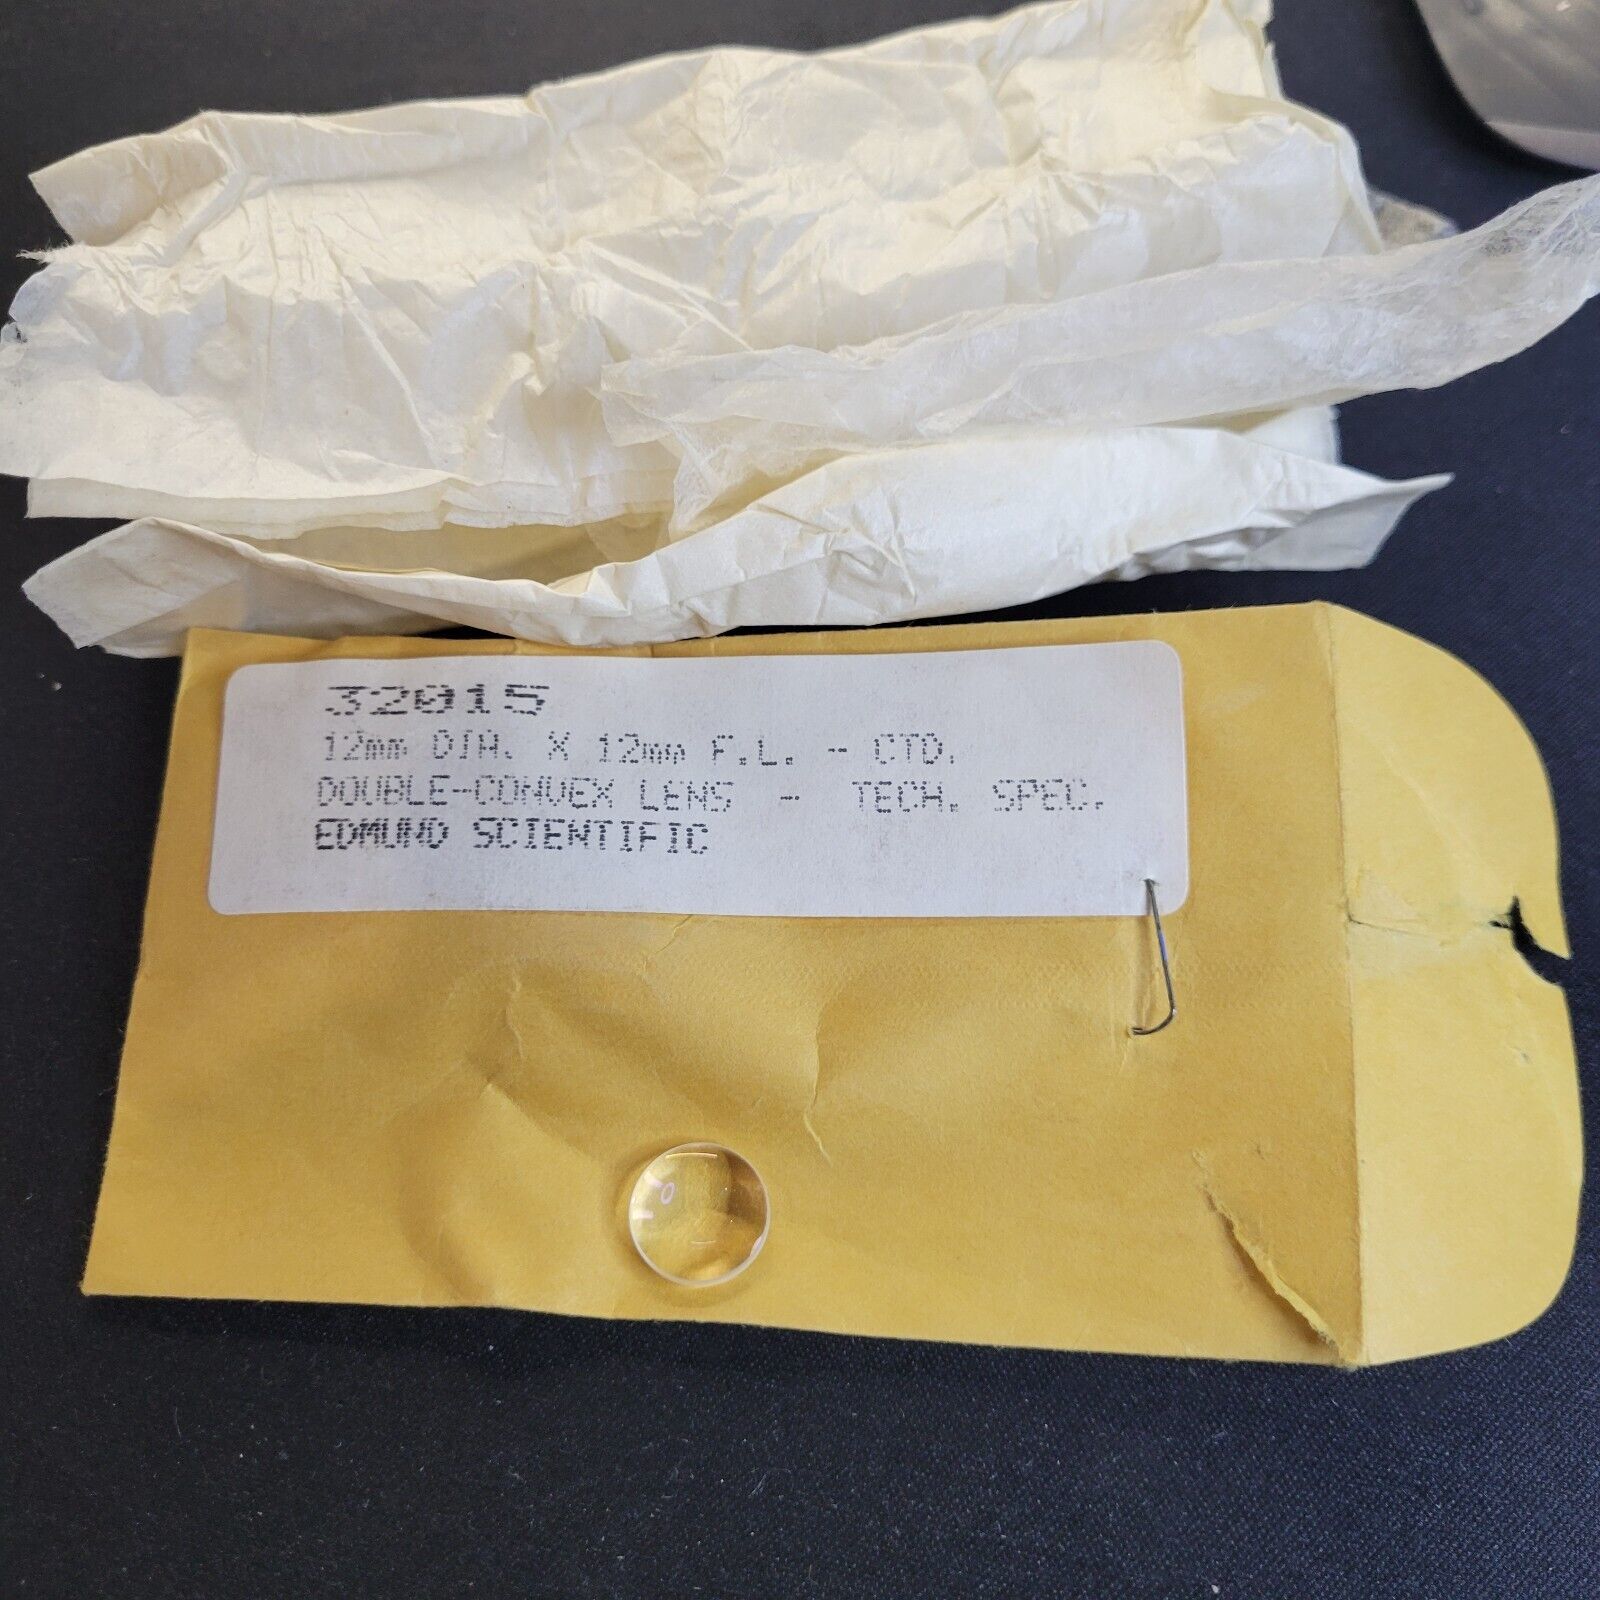 32015
12mm DIA. X 12mm F.L. - CTD.
DOUBLE-CONVEX LENS - TECH. SPEC.
EDMUND SCIENTIFIC